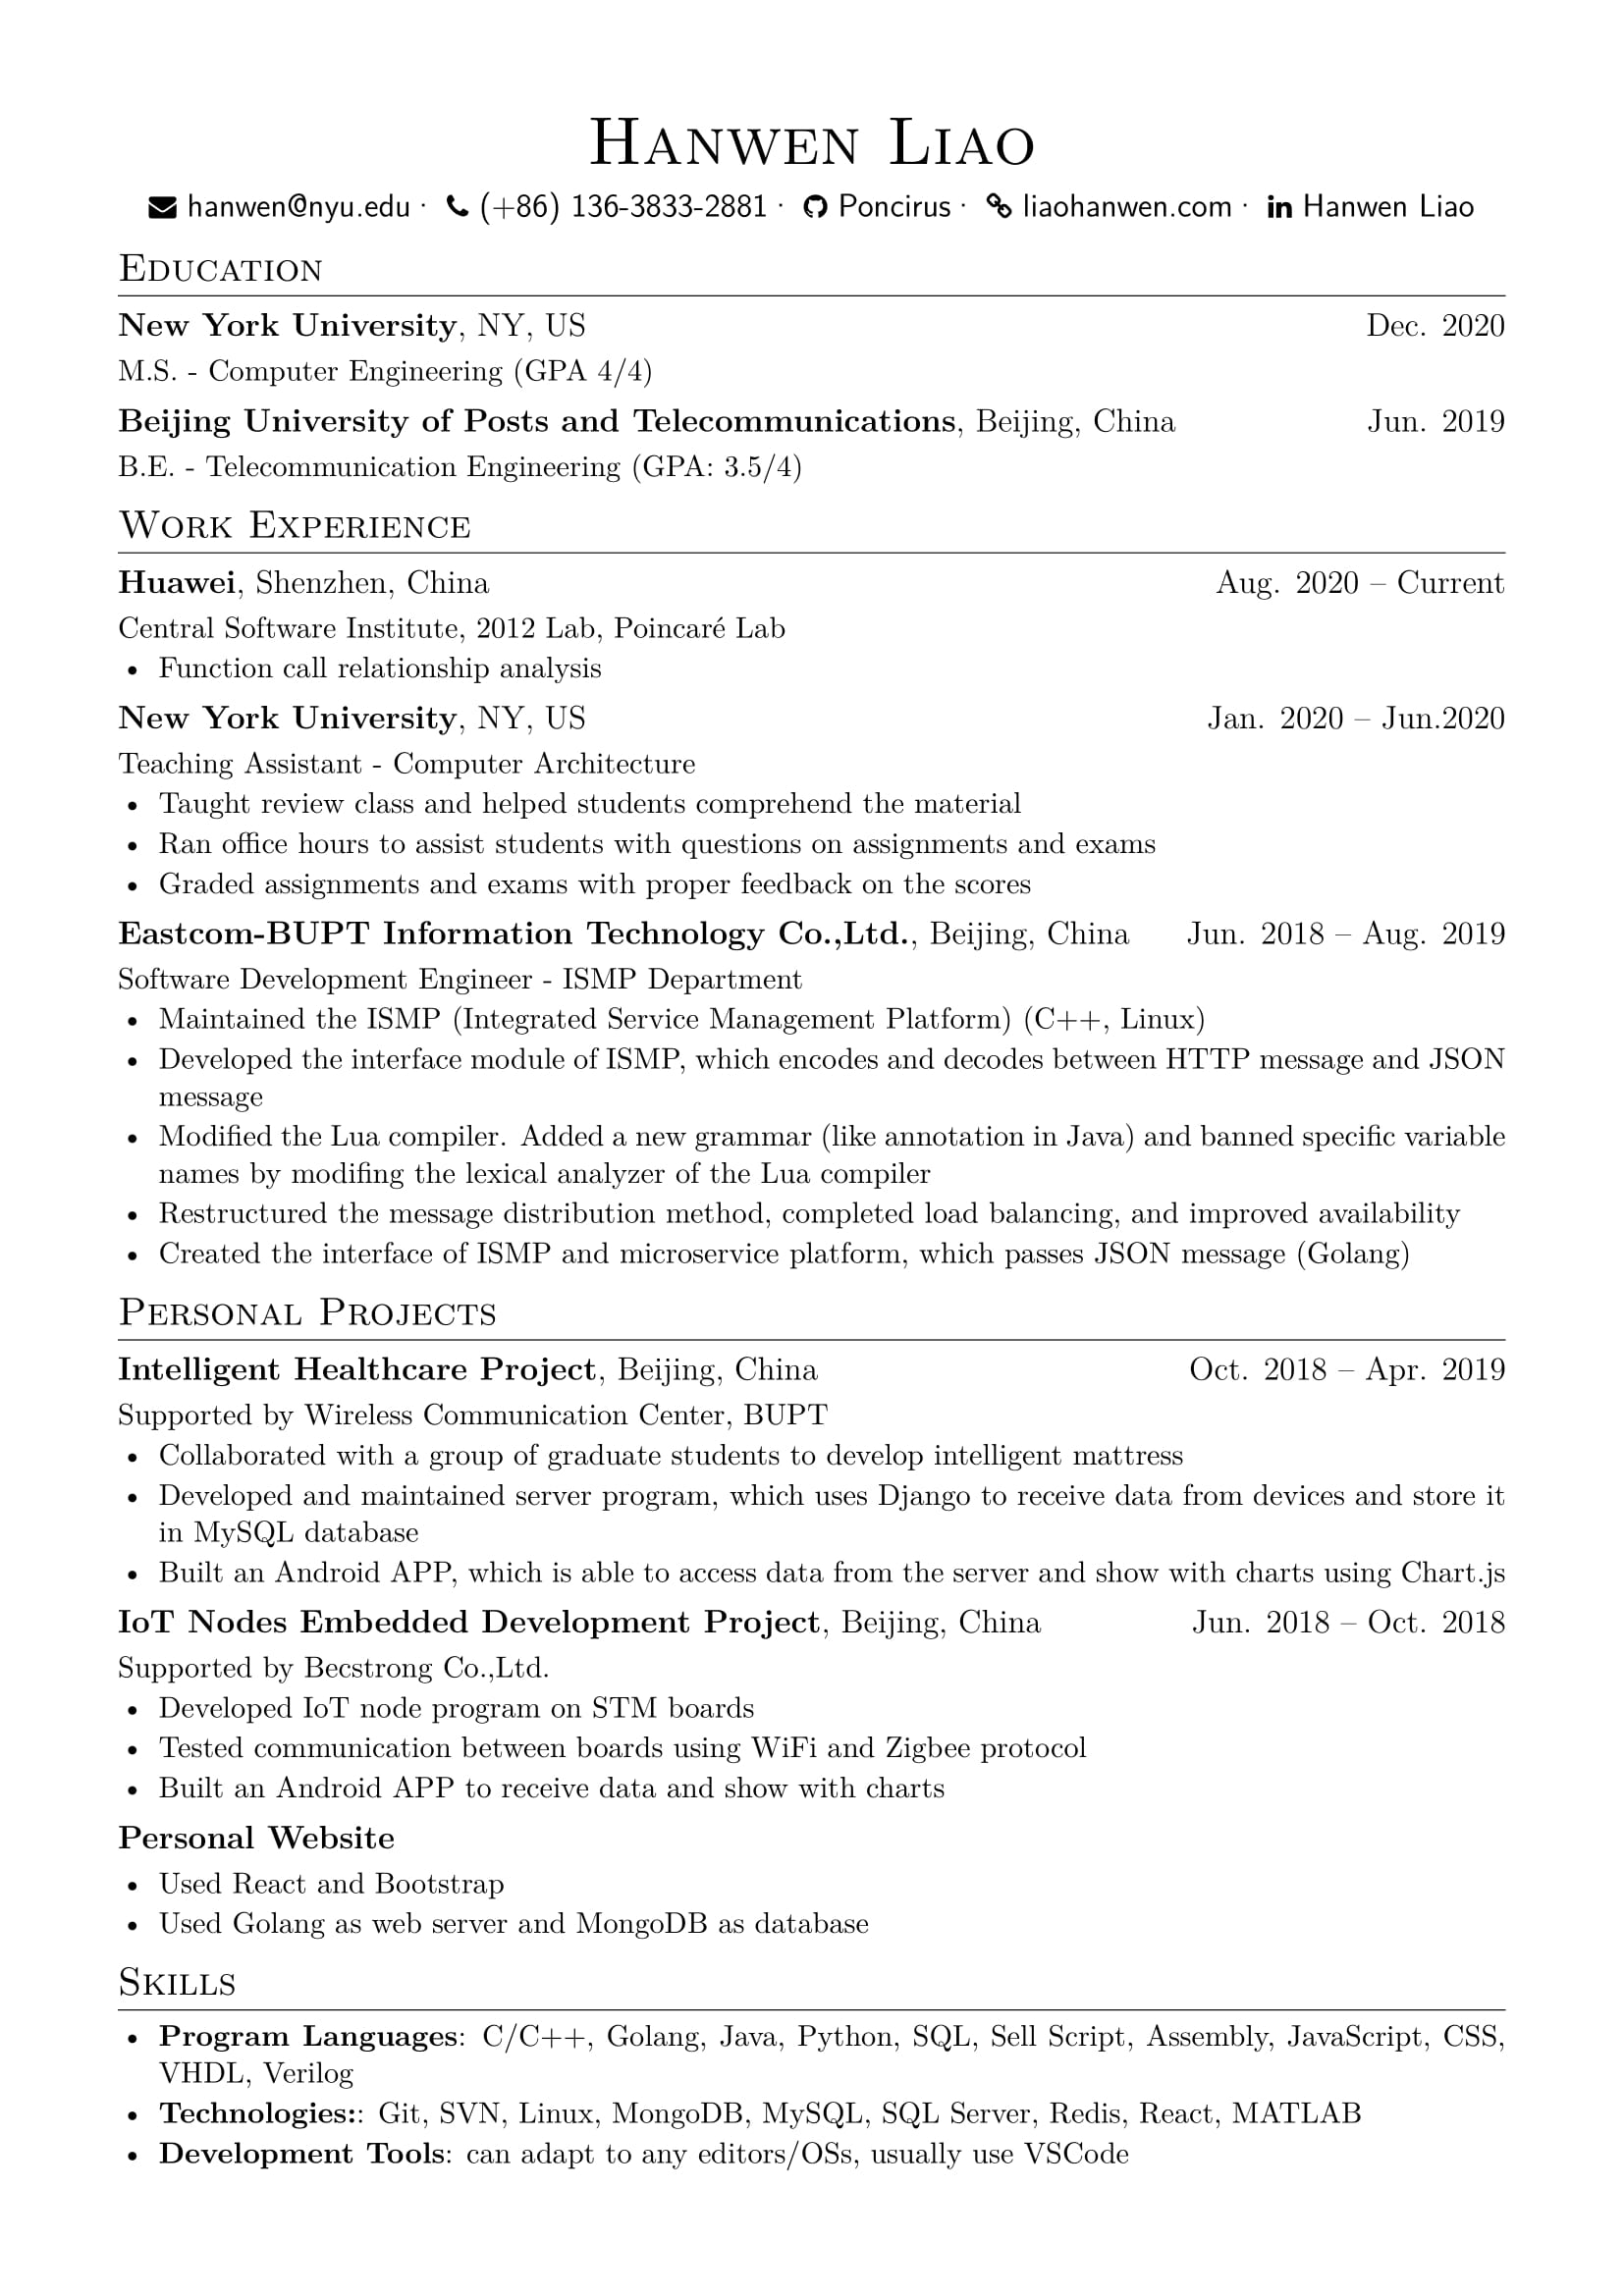 Hanwen Liao
hanwen@nyu.edu · (+86) 136-3833-2881 · Poncirus · liaohanwen.com · Hanwen Liao
Education
New York University, NY, US Dec. 2020
M.S. - Computer Engineering (GPA 4/4)
Beijing University of Posts and Telecommunications, Beijing, China Jun. 2019
B.E. - Telecommunication Engineering (GPA: 3.5/4)
Work Experience
Huawei, Shenzhen, China Aug. 2020 – Current
Central Software Institute, 2012 Lab, Poincaré Lab
• Function call relationship analysis
New York University, NY, US Jan. 2020 – Jun.2020
Teaching Assistant - Computer Architecture
• Taught review class and helped students comprehend the material
• Ran office hours to assist students with questions on assignments and exams
• Graded assignments and exams with proper feedback on the scores
Eastcom-BUPT Information Technology Co.,Ltd., Beijing, China Jun. 2018 – Aug. 2019
Software Development Engineer - ISMP Department
• Maintained the ISMP (Integrated Service Management Platform) (C++, Linux)
• Developed the interface module of ISMP, which encodes and decodes between HTTP message and JSON
message
• Modified the Lua compiler. Added a new grammar (like annotation in Java) and banned specific variable
names by modifing the lexical analyzer of the Lua compiler
• Restructured the message distribution method, completed load balancing, and improved availability
• Created the interface of ISMP and microservice platform, which passes JSON message (Golang)
Personal Projects
Intelligent Healthcare Project, Beijing, China Oct. 2018 – Apr. 2019
Supported by Wireless Communication Center, BUPT
• Collaborated with a group of graduate students to develop intelligent mattress
• Developed and maintained server program, which uses Django to receive data from devices and store it
in MySQL database
• Built an Android APP, which is able to access data from the server and show with charts using Chart.js
IoT Nodes Embedded Development Project, Beijing, China Jun. 2018 – Oct. 2018
Supported by Becstrong Co.,Ltd.
• Developed IoT node program on STM boards
• Tested communication between boards using WiFi and Zigbee protocol
• Built an Android APP to receive data and show with charts
Personal Website
• Used React and Bootstrap
• Used Golang as web server and MongoDB as database
Skills
• Program Languages: C/C++, Golang, Java, Python, SQL, Sell Script, Assembly, JavaScript, CSS,
VHDL, Verilog
• Technologies:: Git, SVN, Linux, MongoDB, MySQL, SQL Server, Redis, React, MATLAB
• Development Tools: can adapt to any editors/OSs, usually use VSCode